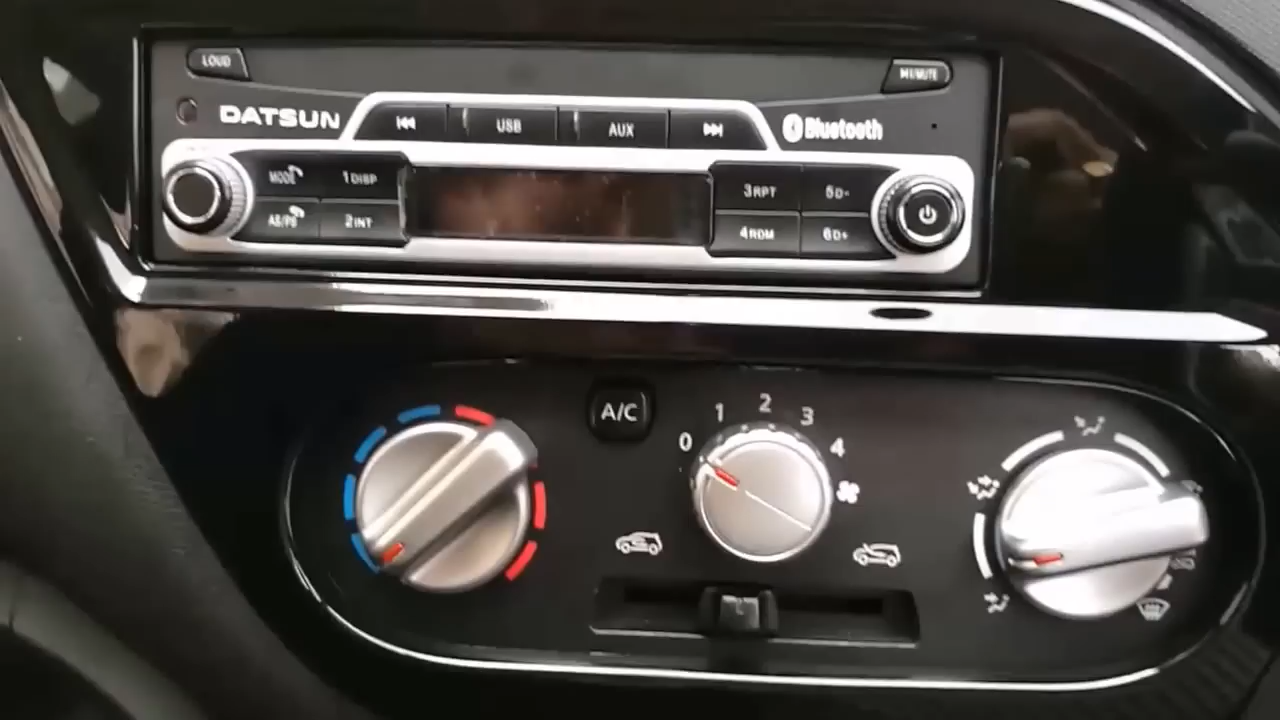 LOUD
MUTE
DATSUN
USB
AUX
Bluetooth
MODE
1 DISP
AS/PS
2 INT
3 RPT
5 D-
4 RDM
6 D+
A/C
0
1
2
3
4